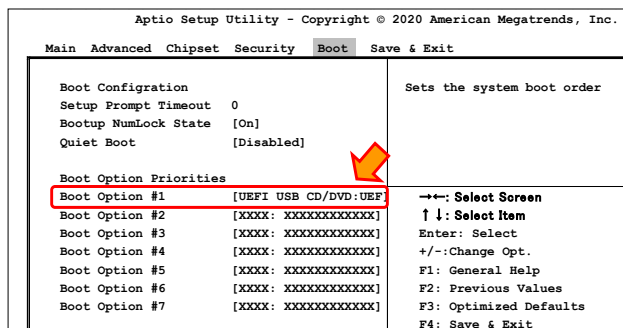 Aptio Setup Utility - Copyright © 2020 American Megatrends, Inc.
Main Advanced Chipset Security Boot Save & Exit
Boot Configration
Setup Prompt Timeout 0
Bootup NumLock State [On]
Quiet Boot [Disabled]
Boot Option Priorities
Boot Option #1 [UEFI USB CD/DVD:UEF]
Boot Option #2 [XXXX: XXXXXXXXXXXX]
Boot Option #3 [XXXX: XXXXXXXXXXXX]
Boot Option #4 [XXXX: XXXXXXXXXXXX]
Boot Option #5 [XXXX: XXXXXXXXXXXX]
Boot Option #6 [XXXX: XXXXXXXXXXXX]
Boot Option #7 [XXXX: XXXXXXXXXXXX]
Sets the system boot order
→←: Select Screen
↑↓: Select Item
Enter: Select
+/-:Change Opt.
F1: General Help
F2: Previous Values
F3: Optimized Defaults
F4: Save & Exit